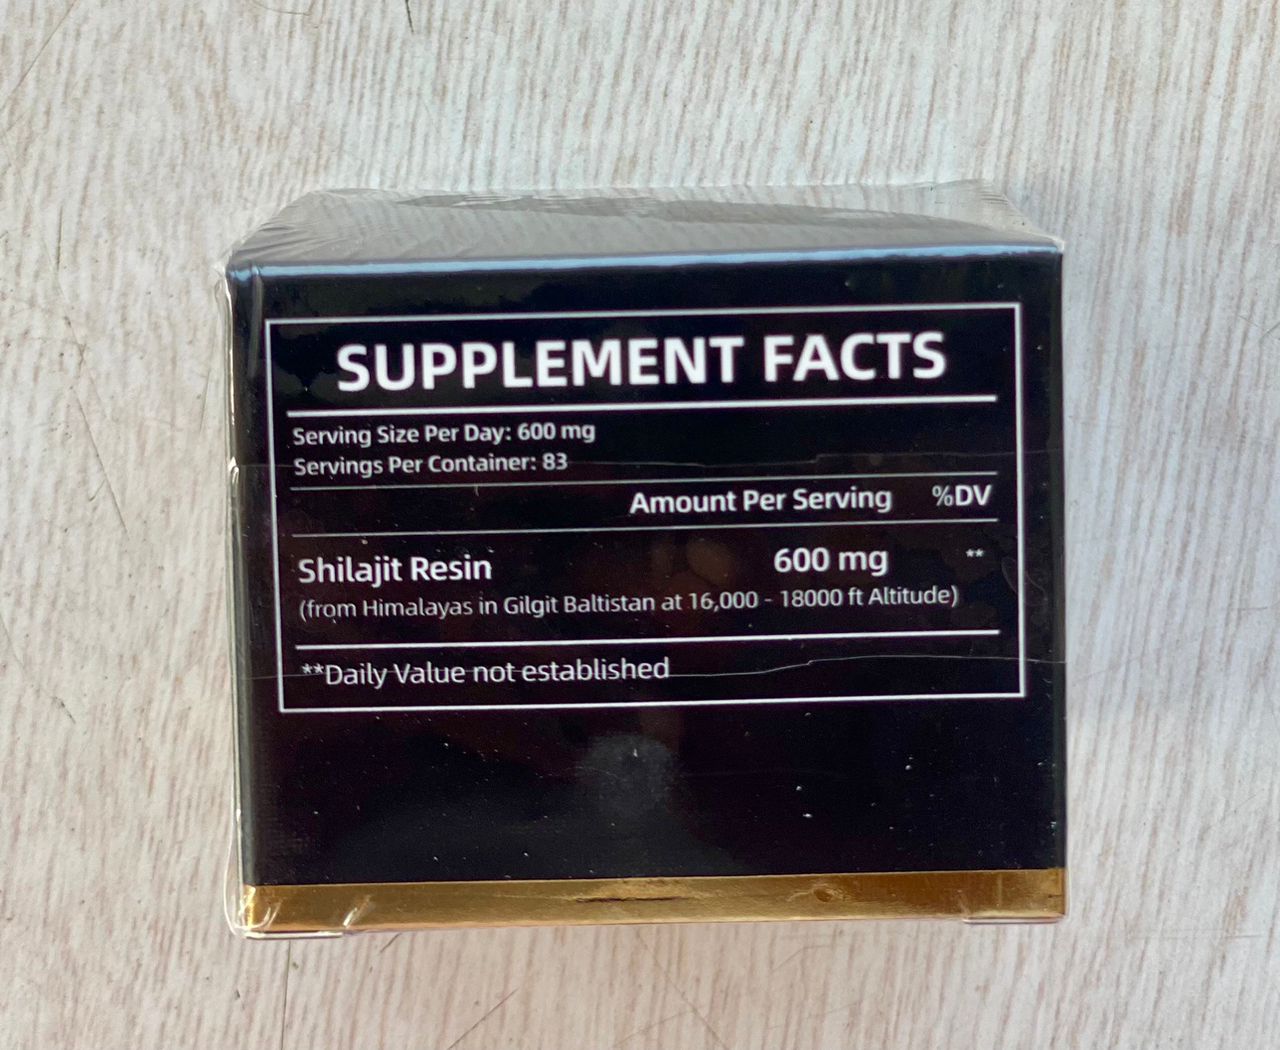 SUPPLEMENT FACTS
Serving Size Per Day: 600 mg
Servings Per Container: 83
Amount Per Serving %DV
Shilajit Resin 600 mg **
(from Himalayas in Gilgit Baltistan at 16,000 - 18000 ft Altitude)
**Daily Value not established